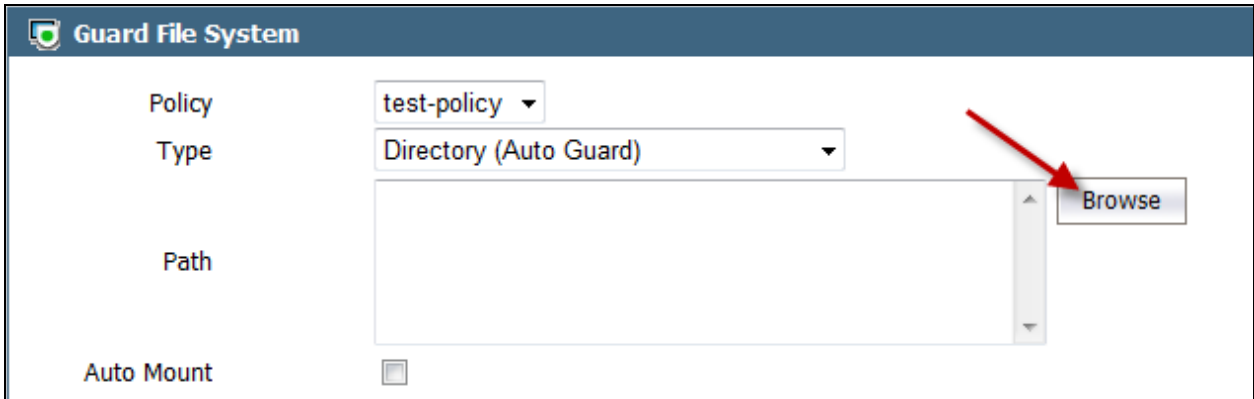 Guard File System
Policy test-policy
Type Directory (Auto Guard)
Browse
Path
Auto Mount